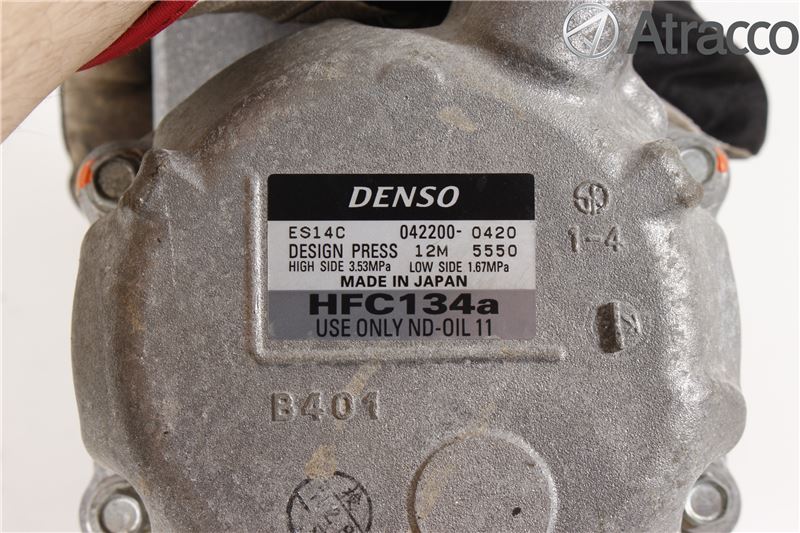 Atracco
DENSO
ES14C 042200-0420
DESIGN PRESS 12M 5550
HIGH SIDE 3.53MPa LOW SIDE 1.67MPa
MADE IN JAPAN
HFC134a
USE ONLY ND-OIL 11
1-4
B401